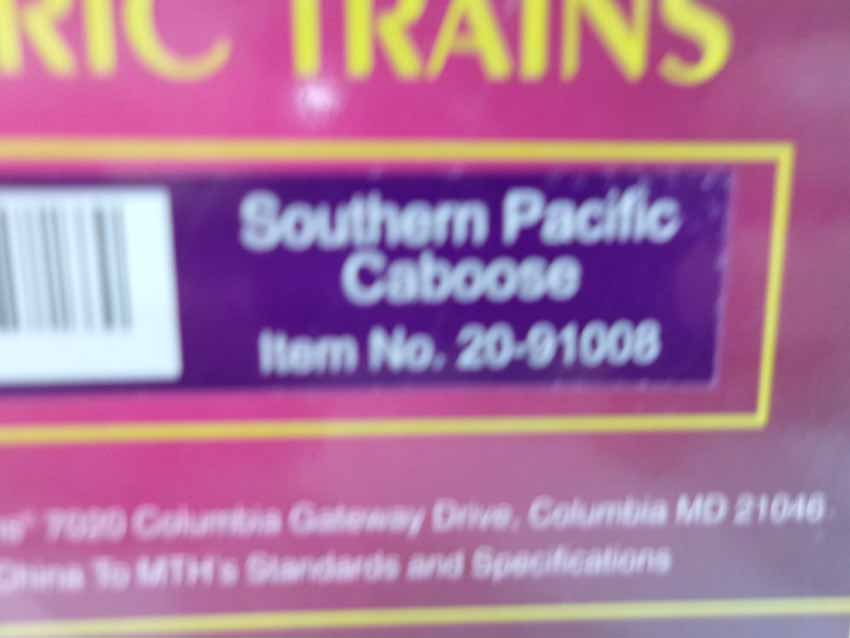 RIC TRAINS
Southern Pacific
Caboose
Item No. 20-91008
ns" 7020 Columbia Gateway Drive, Columbia MD 21046
China To MTH's Standards and Specifications